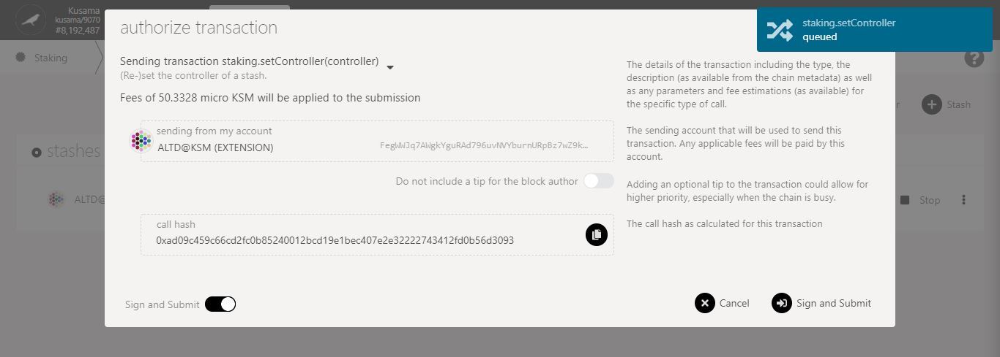 Kusama
kusama/9070
#8,192,487
authorize transaction
staking.setController
queued
Staking
Sending transaction staking.setController(controller)
(Re-)set the controller of a stash.
Fees of 50.3328 micro KSM will be applied to the submission
The details of the transaction including the type, the
description (as available from the chain metadata) as well
as any parameters and fee estimations (as available) for
the specific type of call.
?
Stash
sending from my account
ALTD@KSM (EXTENSION)
FegWWJq7AWgkYguRAd796uvNVYburnURpBz7wZ9k…
The sending account that will be used to send this
transaction. Any applicable fees will be paid by this
account.
stashes
Do not include a tip for the block author
Adding an optional tip to the transaction could allow for
higher priority, especially when the chain is busy.
ALTD@
Stop
call hash
0xad09c459c66cd2fc0b85240012bcd19e1bec407e2e32222743412fd0b56d3093
The call hash as calculated for this transaction
Sign and Submit
Cancel
Sign and Submit